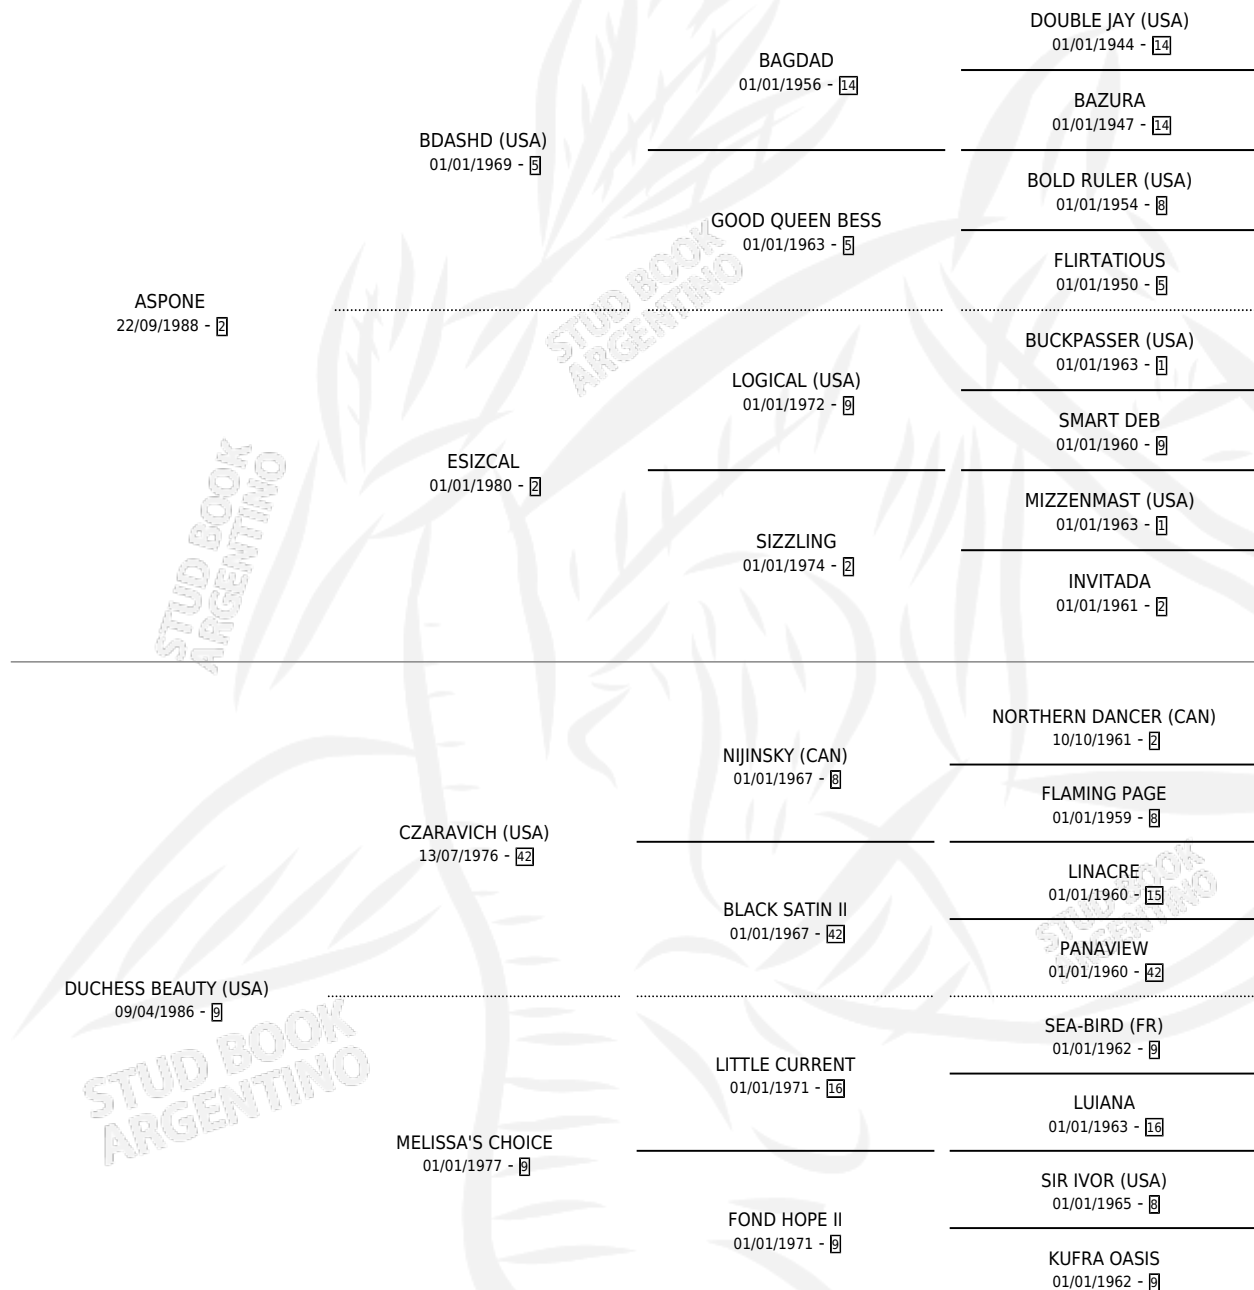 DOUBLE JAY (USA)
01/01/1944 - 14
BAGDAD
01/01/1956 - 14
BAZURA
01/01/1947 - 14
BDASHD (USA)
01/01/1969 - 5
BOLD RULER (USA)
01/01/1954 - 8
GOOD QUEEN BESS
01/01/1963 - 5
FLIRTATIOUS
01/01/1950 - 5
ASPONE
22/09/1988 - 2
STUD BOOK
ARGENTINO
BUCKPASSER (USA)
01/01/1963 - 1
LOGICAL (USA)
01/01/1972 - 9
SMART DEB
01/01/1960 - 9
ESIZCAL
01/01/1980 - 2
MIZZENMAST (USA)
01/01/1963 - 1
SIZZLING
01/01/1974 - 2
INVITADA
01/01/1961 - 2
STUD BOOK
ARGENTINO
NORTHERN DANCER (CAN)
10/10/1961 - 2
NIJINSKY (CAN)
01/01/1967 - 8
FLAMING PAGE
01/01/1959 - 8
CZARAVICH (USA)
13/07/1976 - 42
LINACRE
01/01/1960 - 15
BLACK SATIN II
01/01/1967 - 42
STUD BOOK
ARGENTINO
PANAVIEW
01/01/1960 - 42
DUCHESS BEAUTY (USA)
09/04/1986 - 9
STUD BOOK
ARGENTINO
SEA-BIRD (FR)
01/01/1962 - 9
LITTLE CURRENT
01/01/1971 - 16
LUIANA
01/01/1963 - 16
MELISSA'S CHOICE
01/01/1977 - 9
SIR IVOR (USA)
01/01/1965 - 8
FOND HOPE II
01/01/1971 - 9
KUFRA OASIS
01/01/1962 - 9